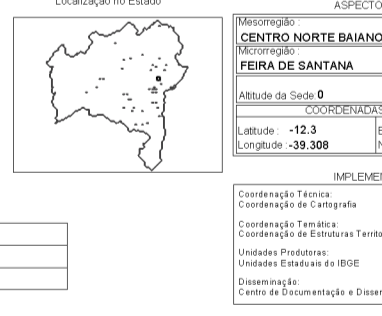 Localização no Estado
ASPECTO
Mesorregião :
CENTRO NORTE BAIANO
Microrregião :
FEIRA DE SANTANA
Altitude da Sede: 0
COORDENADAS
Latitude : -12.3
Longitude : -39.308
IMPLEMEN
Coordenação Técnica:
Coordenação de Cartografia
Coordenação Temática:
Coordenação de Estruturas Territo
Unidades Produtoras:
Unidades Estaduais do IBGE
Disseminação:
Centro de Documentação e Disser